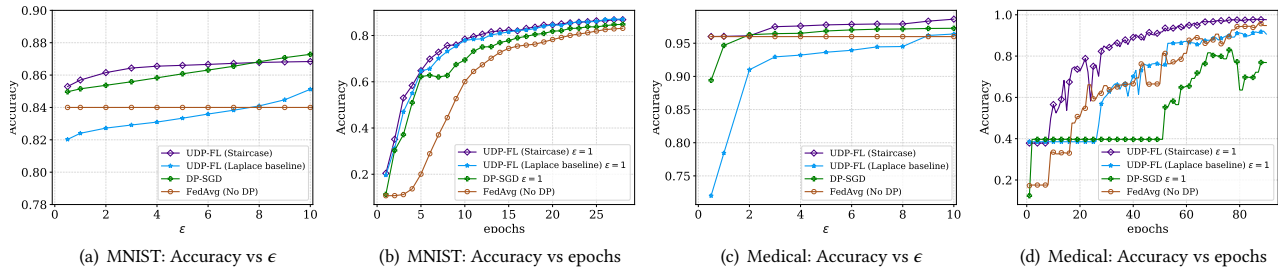 0.90
0.88
0.86
0.84
0.82
0.80
0.78
Accuracy
0 2 4 6 8 10
ε
UDP-FL (Staircase)
UDP-FL (Laplace baseline)
DP-SGD
FedAvg (No DP)
(a) MNIST: Accuracy vs ϵ
0.8
0.6
0.4
0.2
Accuracy
0 5 10 15 20 25
epochs
UDP-FL (Staircase) ε = 1
UDP-FL (Laplace baseline) ε = 1
DP-SGD ε = 1
FedAvg (No DP)
(b) MNIST: Accuracy vs epochs
0.95
0.90
0.85
0.80
0.75
Accuracy
0 2 4 6 8 10
ε
UDP-FL (Staircase)
UDP-FL (Laplace baseline)
DP-SGD
FedAvg (No DP)
(c) Medical: Accuracy vs ϵ
1.0
0.8
0.6
0.4
0.2
Accuracy
0 20 40 60 80
epochs
UDP-FL (Staircase) ε = 1
UDP-FL (Laplace baseline) ε = 1
DP-SGD ε = 1
FedAvg (No DP)
(d) Medical: Accuracy vs epochs